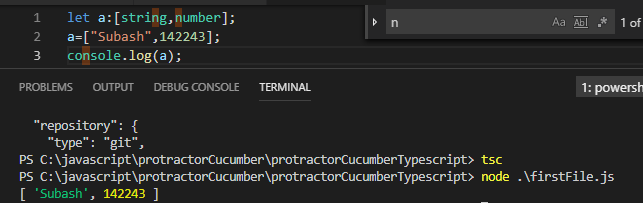 1 let a:[string,number];
2 a=["Subash",142243];
3 console.log(a);
n Aa Abl .* 1 of
PROBLEMS OUTPUT DEBUG CONSOLE TERMINAL 1: powersh
"repository": {
"type": "git",
PS C:\javascript\protractorCucumber\protractorCucumberTypescript> tsc
PS C:\javascript\protractorCucumber\protractorCucumberTypescript> node .\firstFile.js
[ 'Subash', 142243 ]